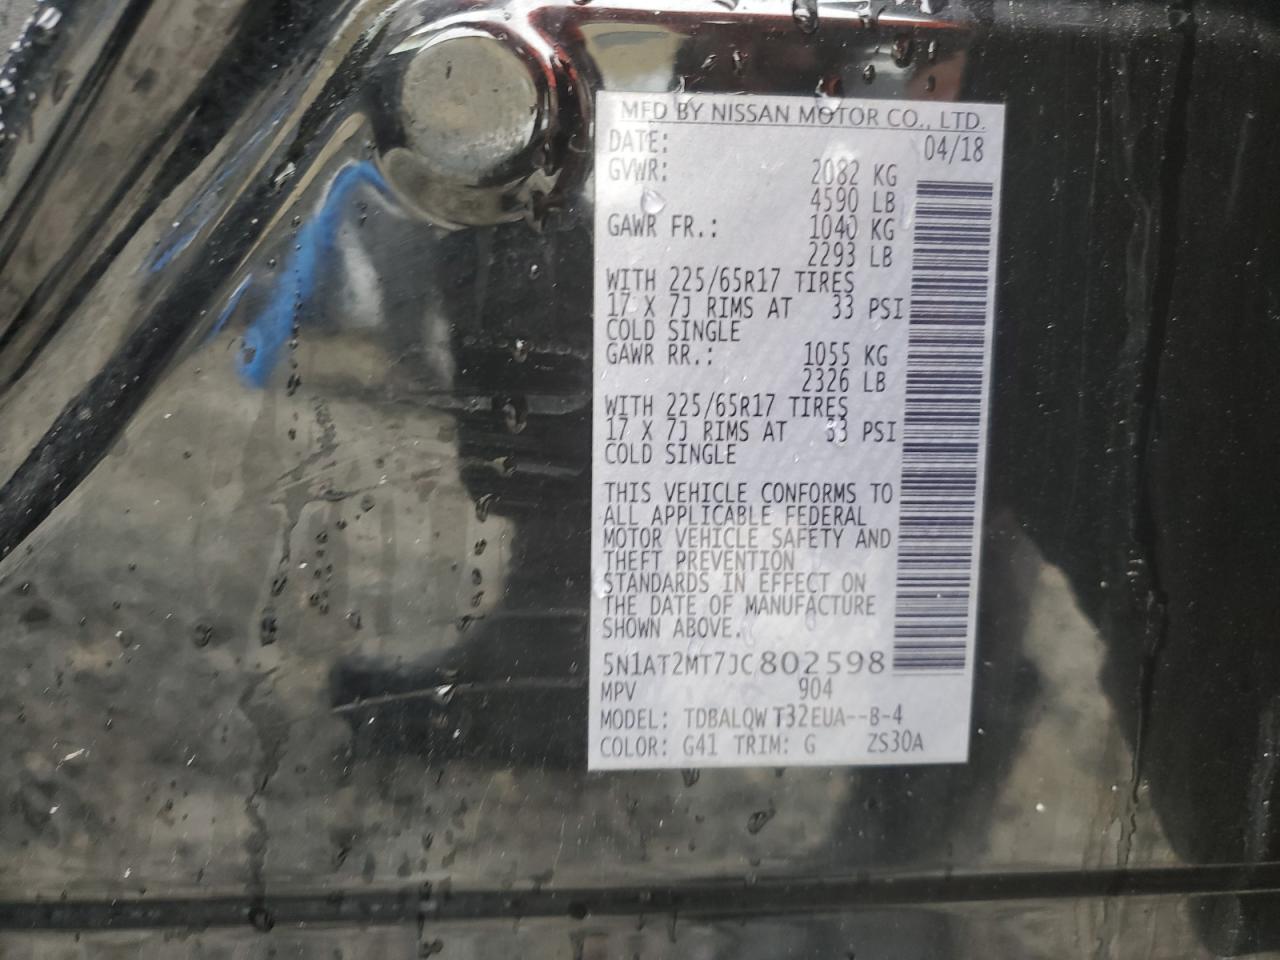 MFD BY NISSAN MOTOR CO., LTD.
DATE: 04/18
GVWR: 2082 KG
4590 LB
GAWR FR.: 1040 KG
2293 LB
WITH 225/65R17 TIRES
17 X 7J RIMS AT 33 PSI
COLD SINGLE
GAWR RR.: 1055 KG
2326 LB
WITH 225/65R17 TIRES
17 X 7J RIMS AT 33 PSI
COLD SINGLE
THIS VEHICLE CONFORMS TO
ALL APPLICABLE FEDERAL
MOTOR VEHICLE SAFETY AND
THEFT PREVENTION
STANDARDS IN EFFECT ON
THE DATE OF MANUFACTURE
SHOWN ABOVE.
5N1AT2MT7JC802598
MPV 904
MODEL: TDBALQW T32EUA--B-4
COLOR: G41 TRIM: G ZS30A